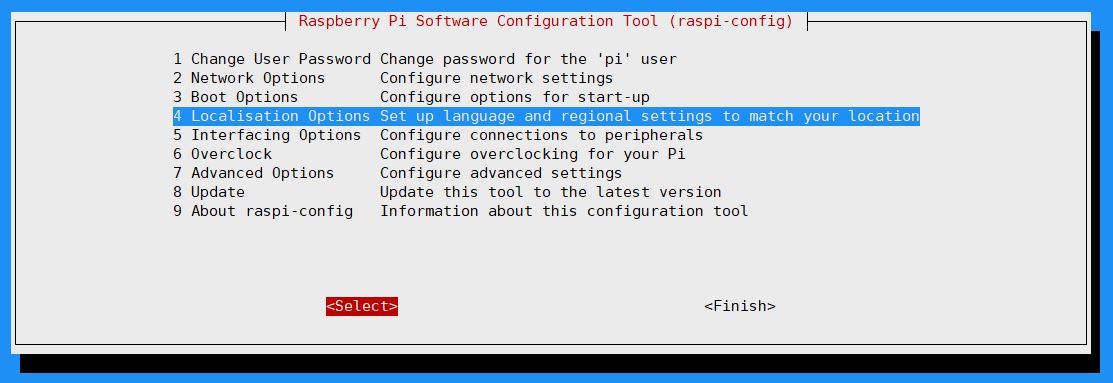 Raspberry Pi Software Configuration Tool (raspi-config)
1 Change User Password Change password for the 'pi' user
2 Network Options Configure network settings
3 Boot Options Configure options for start-up
4 Localisation Options Set up language and regional settings to match your location
5 Interfacing Options Configure connections to peripherals
6 Overclock Configure overclocking for your Pi
7 Advanced Options Configure advanced settings
8 Update Update this tool to the latest version
9 About raspi-config Information about this configuration tool
<Select> <Finish>